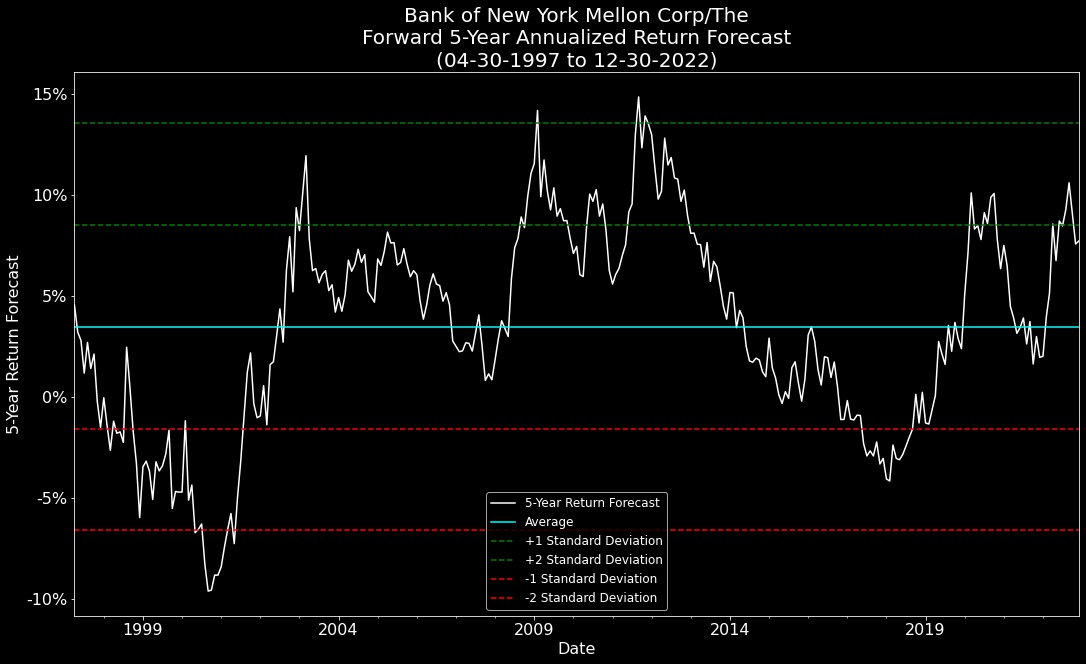 Bank of New York Mellon Corp/The
Forward 5-Year Annualized Return Forecast
(04-30-1997 to 12-30-2022)
15%
10%
5%
0%
-5%
-10%
5-Year Return Forecast
5-Year Return Forecast
Average
+1 Standard Deviation
+2 Standard Deviation
-1 Standard Deviation
-2 Standard Deviation
1999 2004 2009 2014 2019
Date